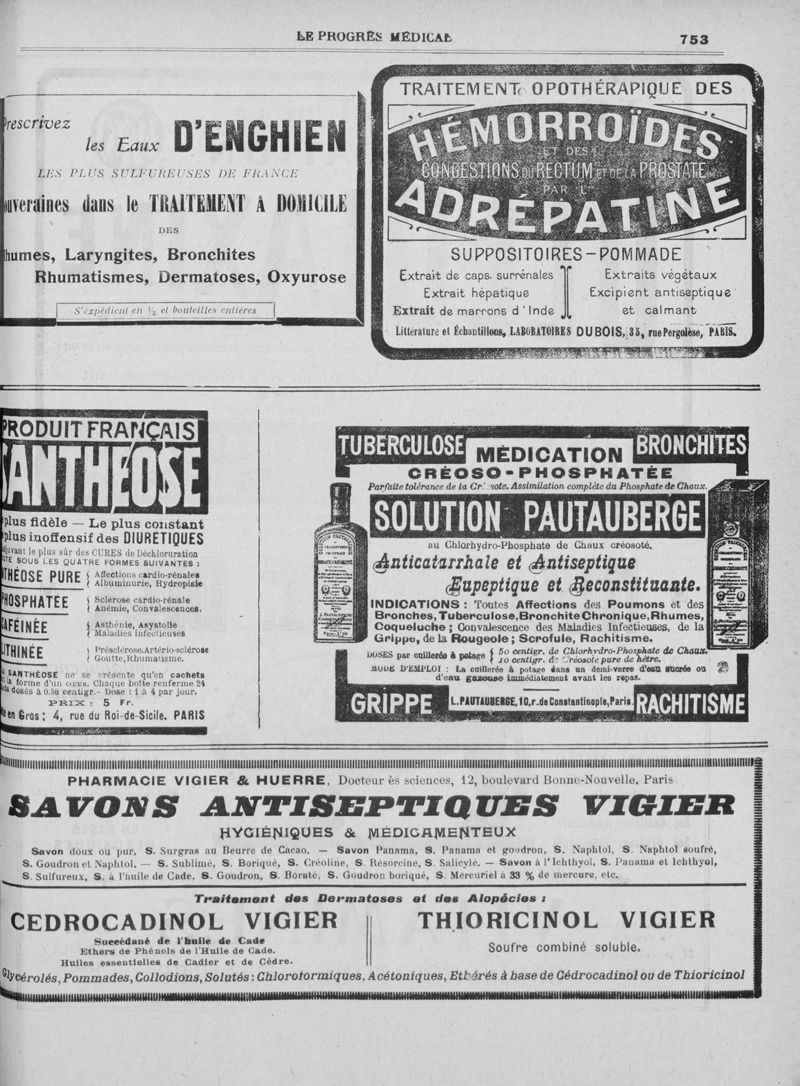 LE PROGRÈS MÉDICAL
753
Prescrivez
les Eaux D'ENGHIEN
LES PLUS SULFUREUSES DE FRANCE
ouveraines dans le TRAITEMENT A DOMICILE
DES
Rhumes, Laryngites, Bronchites
Rhumatismes, Dermatoses, Oxyurose
S'expédient en ½ et bouteilles entières
TRAITEMENT OPOTHÉRAPIQUE DES
HÉMORROÏDES
ET DES
CONGESTIONS DU RECTUM ET DE LA PROSTATE
PAR L'
ADRÉPATINE
SUPPOSITOIRES - POMMADE
Extrait de caps. surrénales
Extrait hépatique
Extrait de marrons d'Inde
Extraits végétaux
Excipient antiseptique
et calmant
Littérature et Échantillons, LABORATOIRES DUBOIS, 35, rue Pergolèse, PARIS.
PRODUIT FRANÇAIS
SANTHÉOSE
plus fidèle — Le plus constant
plus inoffensif des DIURÉTIQUES
djuvant le plus sûr des CURES de Déchloruration
STE SOUS LES QUATRE FORMES SUIVANTES :
THÉOSE PURE { Affections cardio-rénales
Albuminurie, Hydropisie
PHOSPHATÉE { Sclérose cardio-rénale
Anémie, Convalescences.
CAFÉINÉE { Asthénie, Asystolie
Maladies infectieuses
LITHINÉE { Présclérose, Artério-sclérose
Goutte, Rhumatisme.
SANTHÉOSE ne se présente qu'en cachets
la forme d'un cœur. Chaque boîte renferme 24
dosés à 0.50 centigr. - Dose : 1 à 4 par jour.
PRIX : 5 Fr.
en Gros ; 4, rue du Roi-de-Sicile. PARIS
TUBERCULOSE
MÉDICATION
BRONCHITES
CRÉOSO-PHOSPHATÉE
Parfaite tolérance de la Créosote. Assimilation complète du Phosphate de Chaux.
SOLUTION PAUTAUBERGE
au Chlorhydro-Phosphate de Chaux créosoté.
Anticatarrhale et Antiseptique
Eupeptique et Reconstituante.
INDICATIONS : Toutes Affections des Poumons et des
Bronches, Tuberculose, Bronchite Chronique, Rhumes,
Coqueluche ; Convalescence des Maladies Infectieuses, de la
Grippe, de la Rougeole ; Scrofule, Rachitisme.
DOSES par cuillerée à potage { 50 centigr. de Chlorhydro-Phosphate de Chaux.
10 centigr. de Créosote pure de hêtre.
MODE D'EMPLOI : La cuillerée à potage dans un demi-verre d'eau sucrée ou
d'eau gazeuse immédiatement avant les repas.
GRIPPE
L. PAUTAUBERGE, 10, r. de Constantinople, Paris.
RACHITISME
PHARMACIE VIGIER & HUERRE, Docteur ès sciences, 12, boulevard Bonne-Nouvelle, Paris
SAVONS ANTISEPTIQUES VIGIER
HYGIÉNIQUES & MÉDICAMENTEUX
Savon doux ou pur, S. Surgras au Beurre de Cacao. — Savon Panama, S. Panama et goudron, S. Naphtol, S. Naphtol soufré,
S. Goudron et Naphtol. — S. Sublimé, S. Boriqué, S. Créoline, S. Résorcine, S. Salicylé. — Savon à l'Ichthyol, S. Panama et Ichthyol,
S. Sulfureux, S. à l'huile de Cade, S. Goudron, S. Boraté, S. Goudron boriqué, S. Mercuriel à 33 % de mercure, etc.
Traitement des Dermatoses et des Alopécies :
CEDROCADINOL VIGIER
Succédané de l'huile de Cade
Ethers de Phénols de l'Huile de Cade.
Huiles essentielles de Cadier et de Cèdre.
THIORICINOL VIGIER
Soufre combiné soluble.
Glycérolés, Pommades, Collodions, Solutés : Chloroformiques, Acétoniques, Ethérés à base de Cédrocadinol ou de Thioricinol